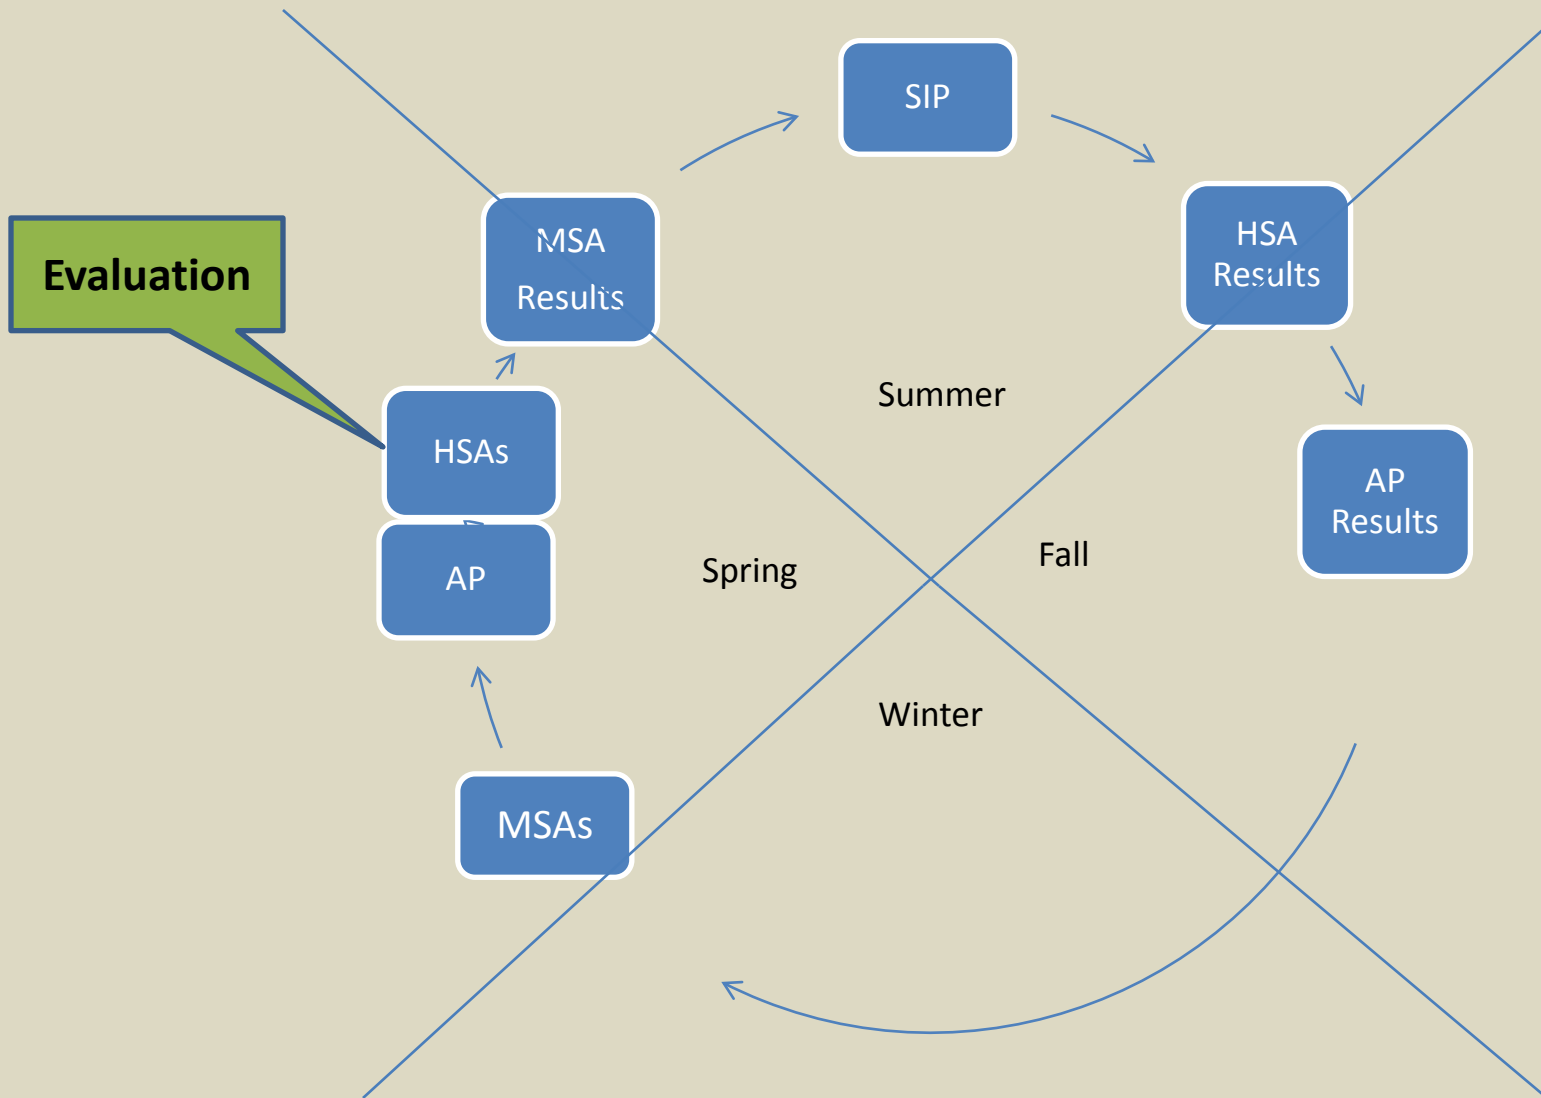 SIP
MSA
Results
HSA
Results
Evaluation
Summer
HSAs
AP
Results
Spring
Fall
AP
Winter
MSAs